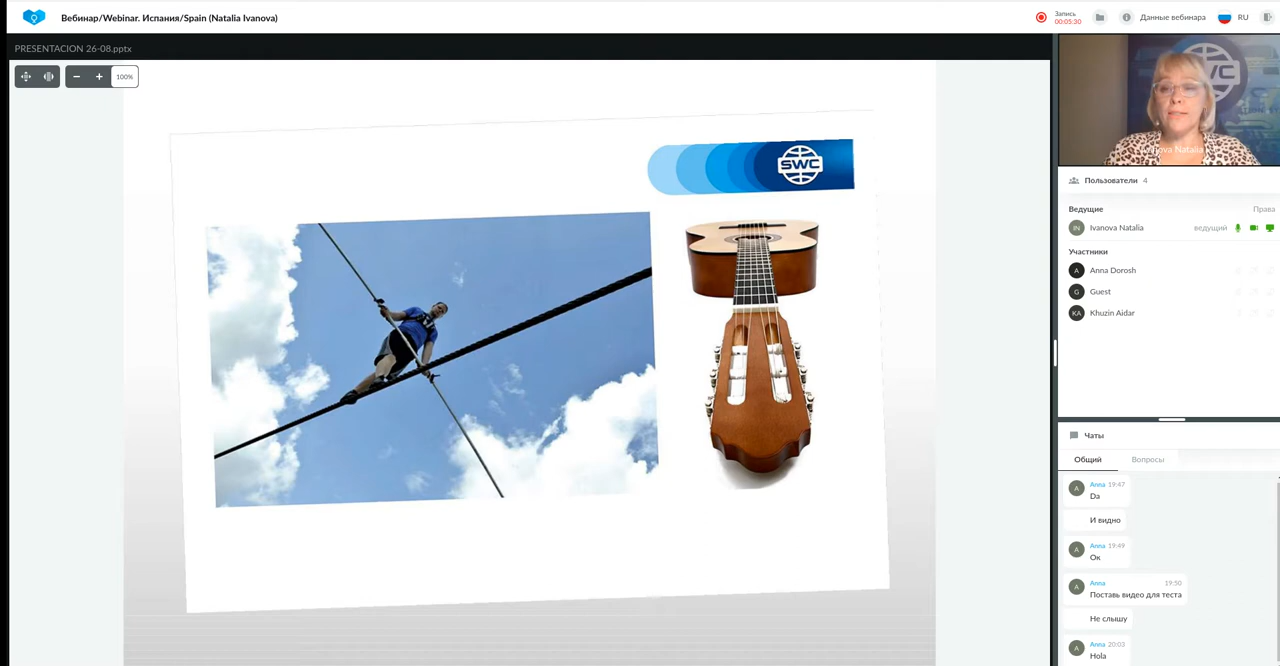 Вебинар/Webinar. Испания/Spain (Natalia Ivanova)
Запись
00:05:30
Данные вебинара
RU
PRESENTACION 26-08.pptx
100%
SWC
Пользователи 4
Ведущие
Права
IN
Ivanova Natalia
ведущий
Участники
A
Anna Dorosh
G
Guest
KA
Khuzin Aidar
Чаты
Общий
Вопросы
A
Anna 19:47
Da
И видно
A
Anna 19:49
Ок
A
Anna 19:50
Поставь видео для теста
Не слышу
A
Anna 20:03
Hola